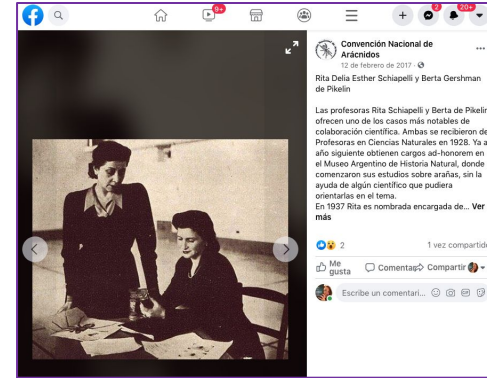 9+
2
20+
Convención Nacional de
Arácnidos
12 de febrero de 2017 ·
Rita Delia Esther Schiapelli y Berta Gershman
de Pikelin
Las profesoras Rita Schiapelli y Berta de Pikelin
ofrecen uno de los casos más notables de
colaboración científica. Ambas se recibieron de
Profesoras en Ciencias Naturales en 1928. Ya a
año siguiente obtienen cargos ad-honorem en
el Museo Argentino de Historia Natural, donde
comenzaron sus estudios sobre arañas, sin la
ayuda de algún científico que pudiera
orientarlas en el tema.
En 1937 Rita es nombrada encargada de... Ver
más
2
1 vez compartido
Me
gusta
Comentar
Compartir
Escribe un comentari...